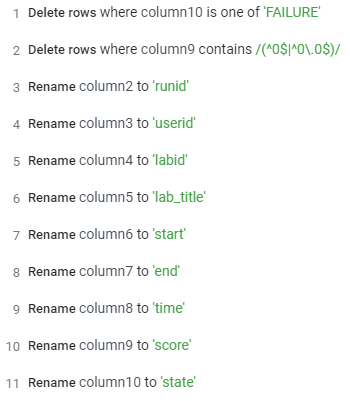 1 Delete rows where column10 is one of 'FAILURE'
2 Delete rows where column9 contains /(^0$|^0\.0$)/
3 Rename column2 to 'runid'
4 Rename column3 to 'userid'
5 Rename column4 to 'labid'
6 Rename column5 to 'lab_title'
7 Rename column6 to 'start'
8 Rename column7 to 'end'
9 Rename column8 to 'time'
10 Rename column9 to 'score'
11 Rename column10 to 'state'